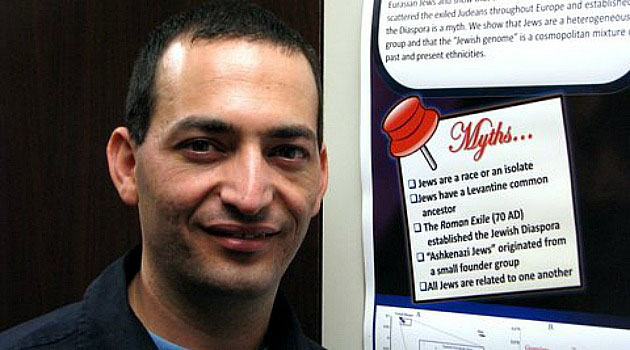 Eurasian Jews and show that
scattered the exiled Judeans throughout Europe and established
the Diaspora is a myth. We show that Jews are a heterogeneous
group and that the "Jewish genome" is a cosmopolitan mixture o
past and present ethnicities.
Myths...
Jews are a race or an isolate
Jews have a Levantine common
ancestor
The Roman Exile (70 AD)
established the Jewish Diaspora
"Ashkenazi Jews" originated from
a small founder group
All Jews are related to one another
A
B